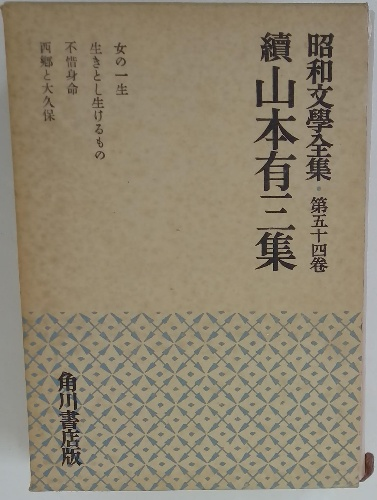 昭和文學全集・第五十四卷
續山本有三集
女の一生
生きとし生けるもの
不惜身命
西郷と大久保
角川書店版